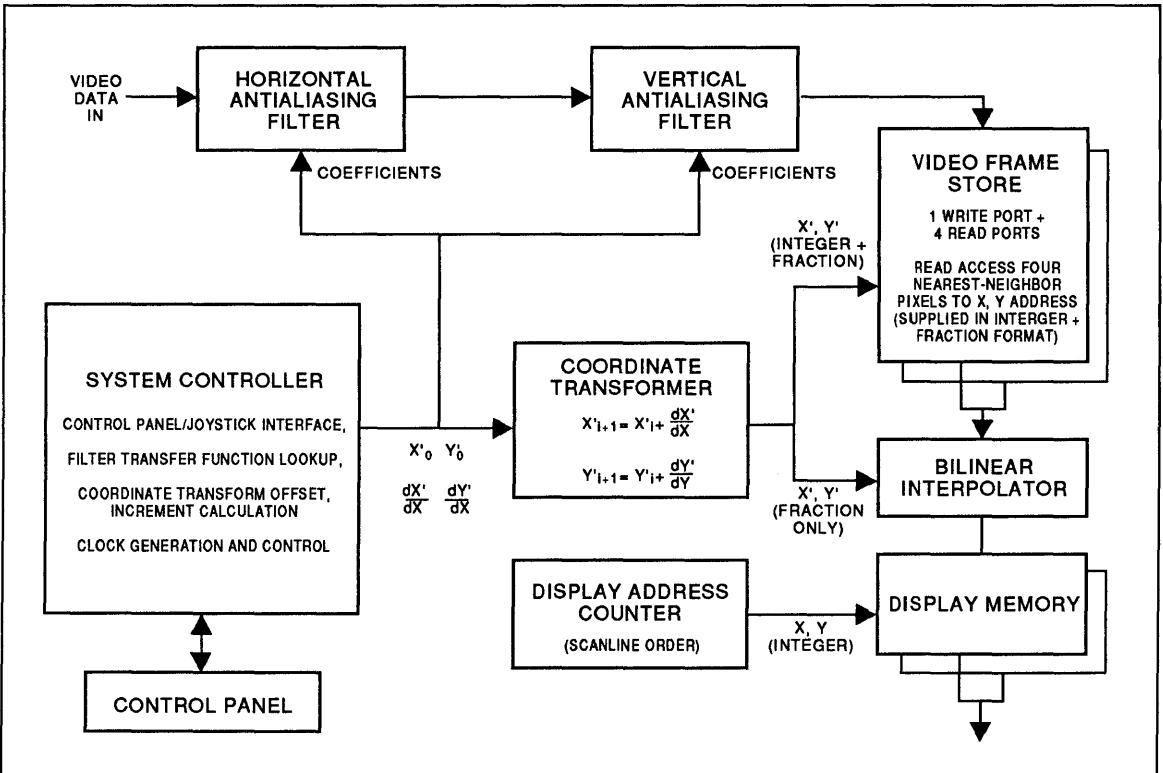 VIDEO
DATA
IN
HORIZONTAL
ANTIALIASING
FILTER
VERTICAL
ANTIALIASING
FILTER
COEFFICIENTS
COEFFICIENTS
VIDEO FRAME
STORE
1 WRITE PORT +
4 READ PORTS
READ ACCESS FOUR
NEAREST-NEIGHBOR
PIXELS TO X, Y ADDRESS
(SUPPLIED IN INTERGER +
FRACTION FORMAT)
X', Y'
(INTEGER +
FRACTION)
SYSTEM CONTROLLER
CONTROL PANEL/JOYSTICK INTERFACE,
FILTER TRANSFER FUNCTION LOOKUP,
COORDINATE TRANSFORM OFFSET,
INCREMENT CALCULATION
CLOCK GENERATION AND CONTROL
X'₀ Y'₀
dX'/dX dY'/dX
COORDINATE
TRANSFORMER
X'ᵢ₊₁ = X'ᵢ + dX'/dX
Y'ᵢ₊₁ = Y'ᵢ + dY'/dY
X', Y'
(FRACTION
ONLY)
BILINEAR
INTERPOLATOR
DISPLAY ADDRESS
COUNTER
(SCANLINE ORDER)
X, Y
(INTEGER)
DISPLAY MEMORY
CONTROL PANEL